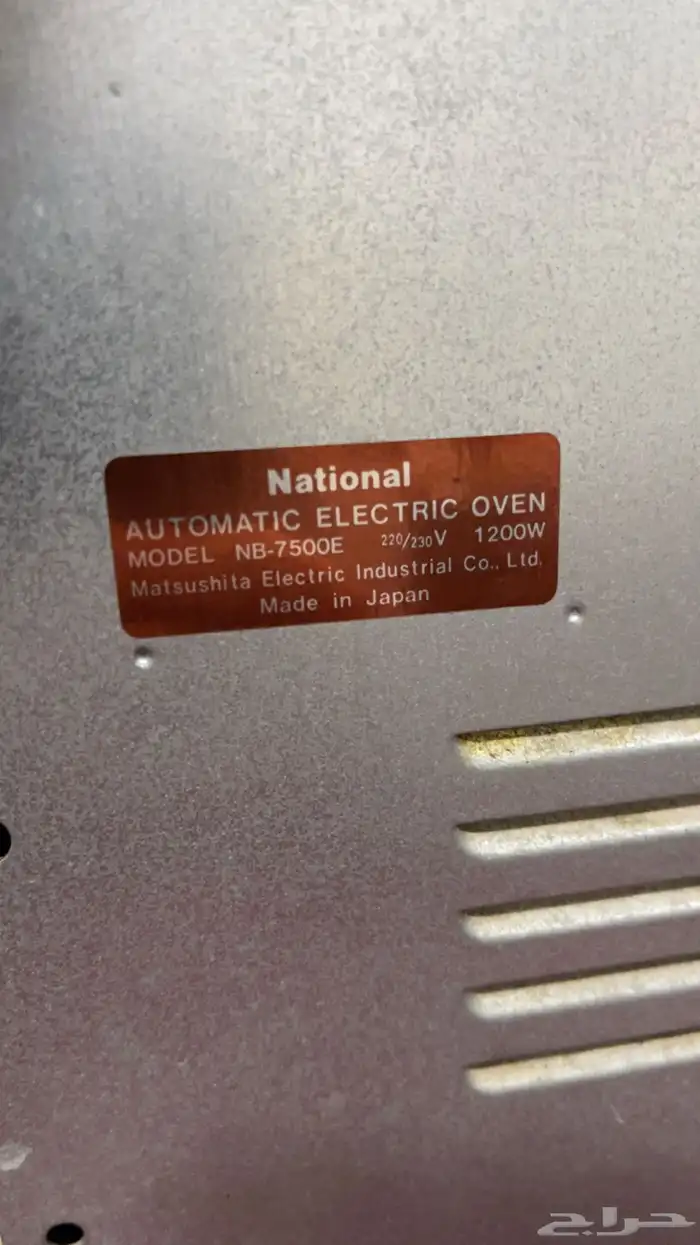 National
AUTOMATIC ELECTRIC OVEN
MODEL NB-7500E 220/230V 1200W
Matsushita Electric Industrial Co., Ltd.
Made in Japan
حراج